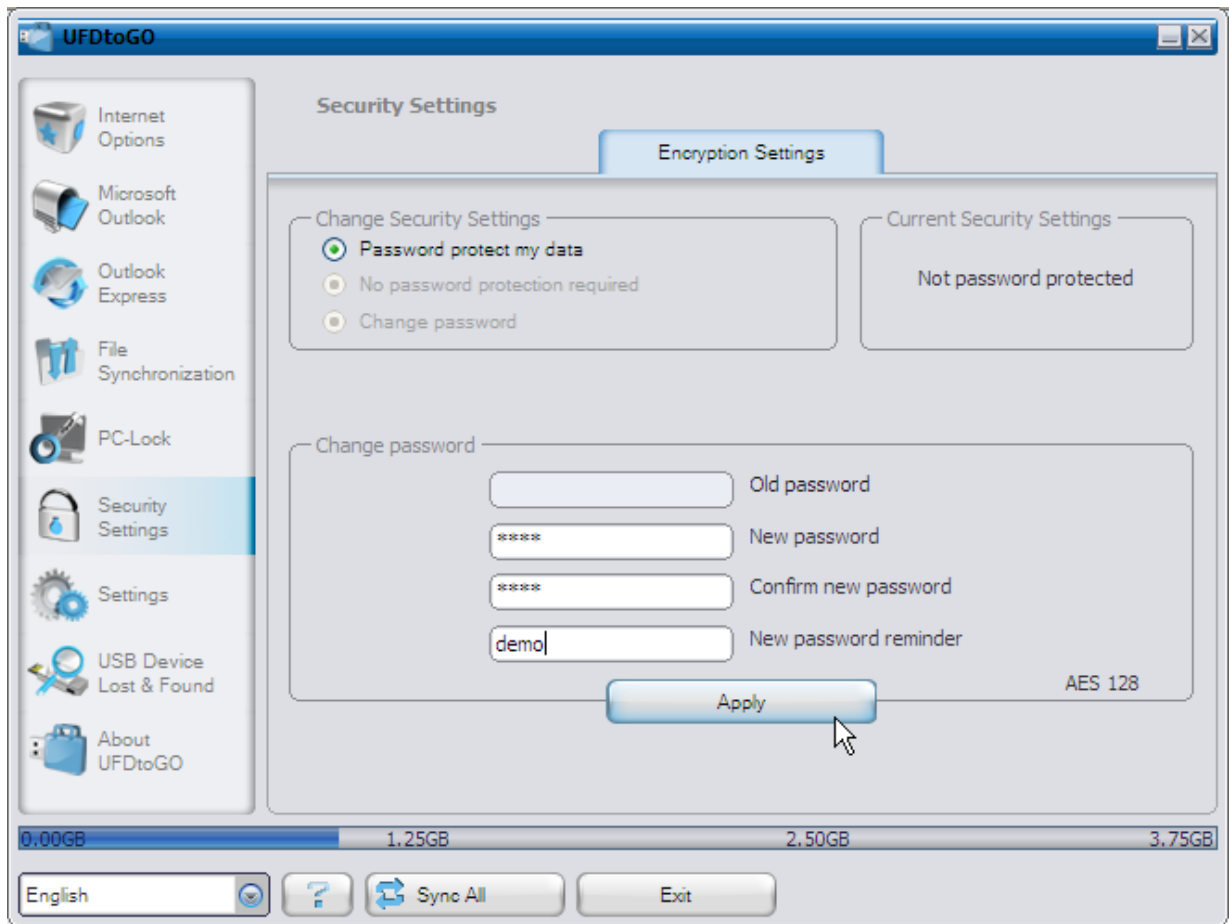 UFDtoGO
Internet
Options
Microsoft
Outlook
Outlook
Express
File
Synchronization
PC-Lock
Security
Settings
Settings
USB Device
Lost & Found
About
UFDtoGO
Security Settings
Encryption Settings
Change Security Settings
Password protect my data
No password protection required
Change password
Current Security Settings
Not password protected
Change password
Old password
**** New password
**** Confirm new password
demo New password reminder
AES 128
Apply
0.00GB 1.25GB 2.50GB 3.75GB
English ? Sync All Exit